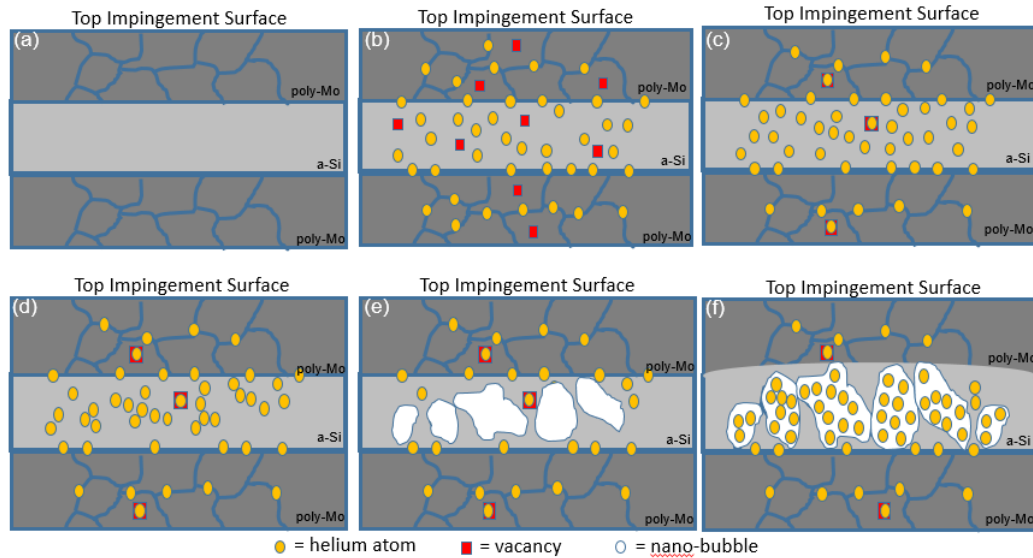 Top Impingement Surface
(a)
poly-Mo
a-Si
poly-Mo
Top Impingement Surface
(b)
poly-Mo
a-Si
poly-Mo
Top Impingement Surface
(c)
poly-Mo
a-Si
poly-Mo
Top Impingement Surface
(d)
poly-Mo
a-Si
poly-Mo
Top Impingement Surface
(e)
poly-Mo
a-Si
poly-Mo
Top Impingement Surface
(f)
poly-Mo
a-Si
poly-Mo
= helium atom = vacancy = nano-bubble